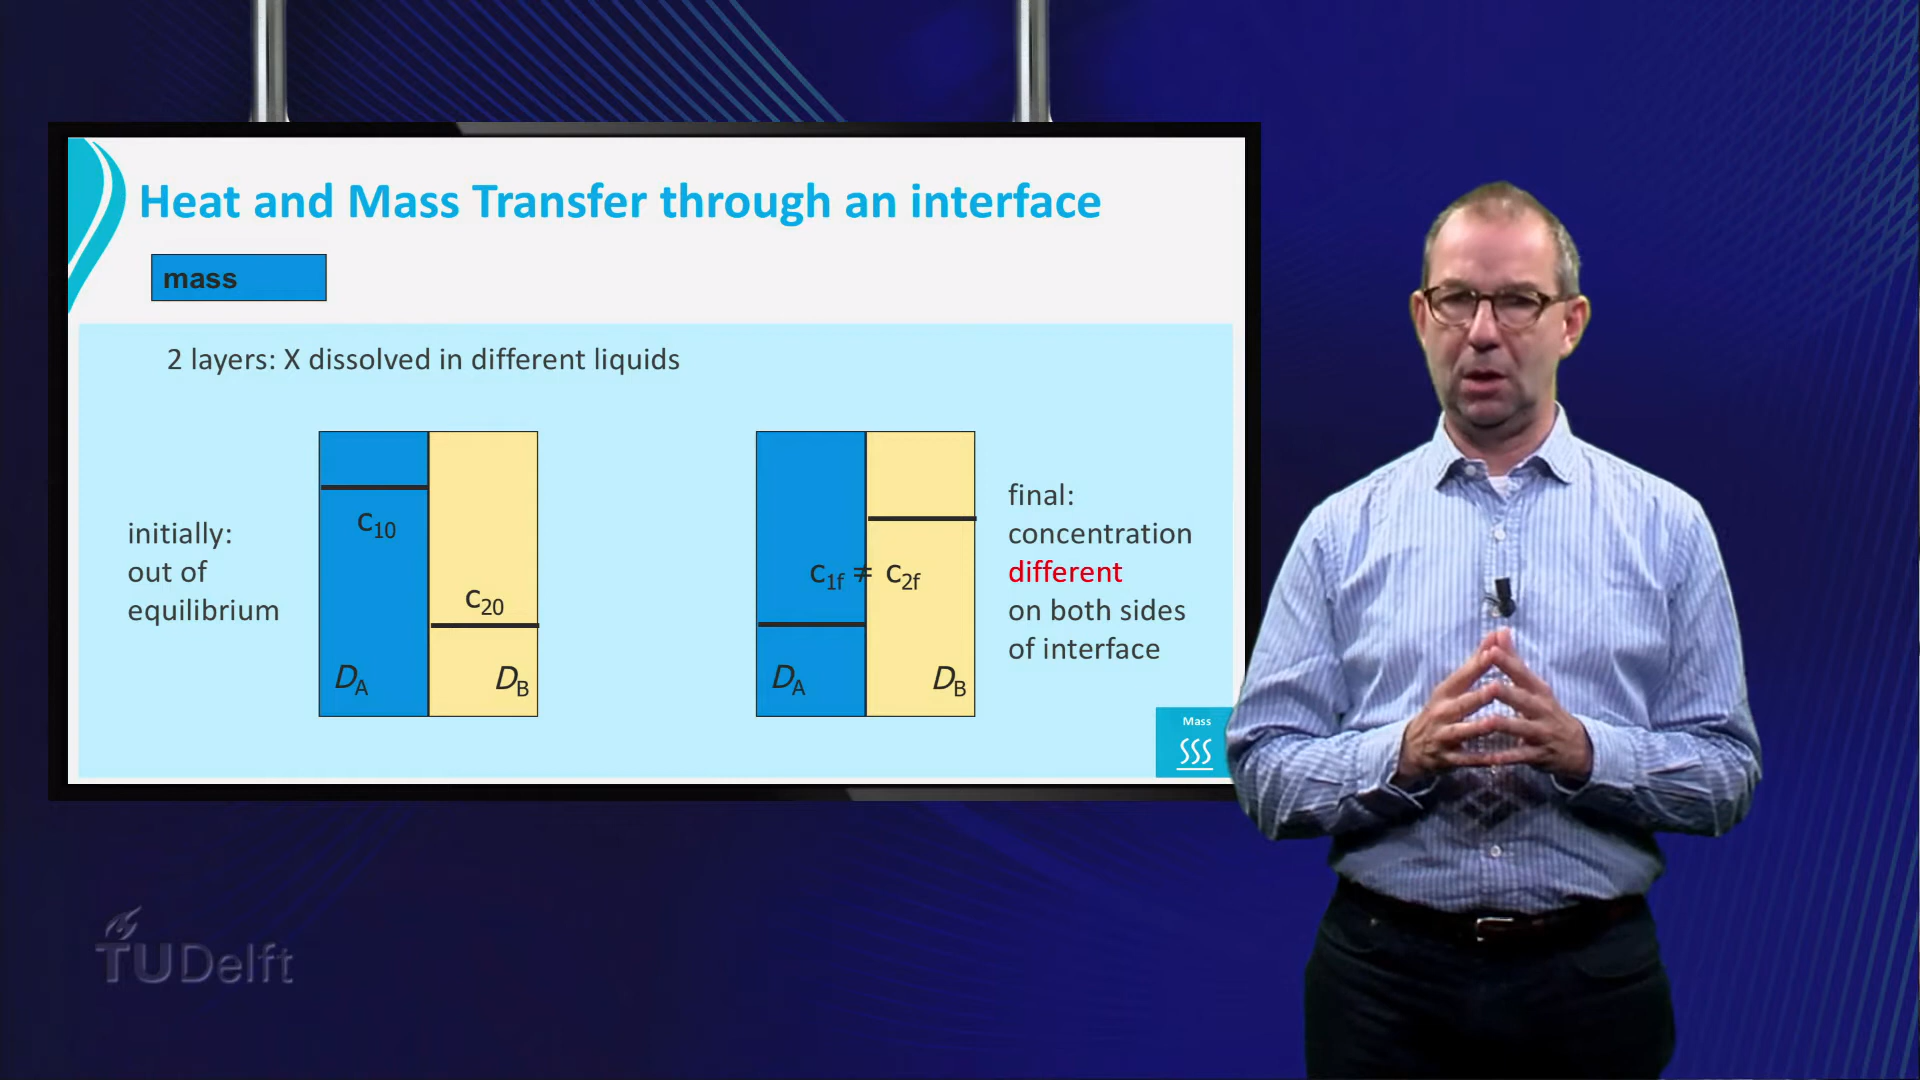 Heat and Mass Transfer through an interface
mass
2 layers: X dissolved in different liquids
initially:
out of
equilibrium
c10
c20
DA
DB
c1f ≠ c2f
DA
DB
final:
concentration
different
on both sides
of interface
Mass
TUDelft